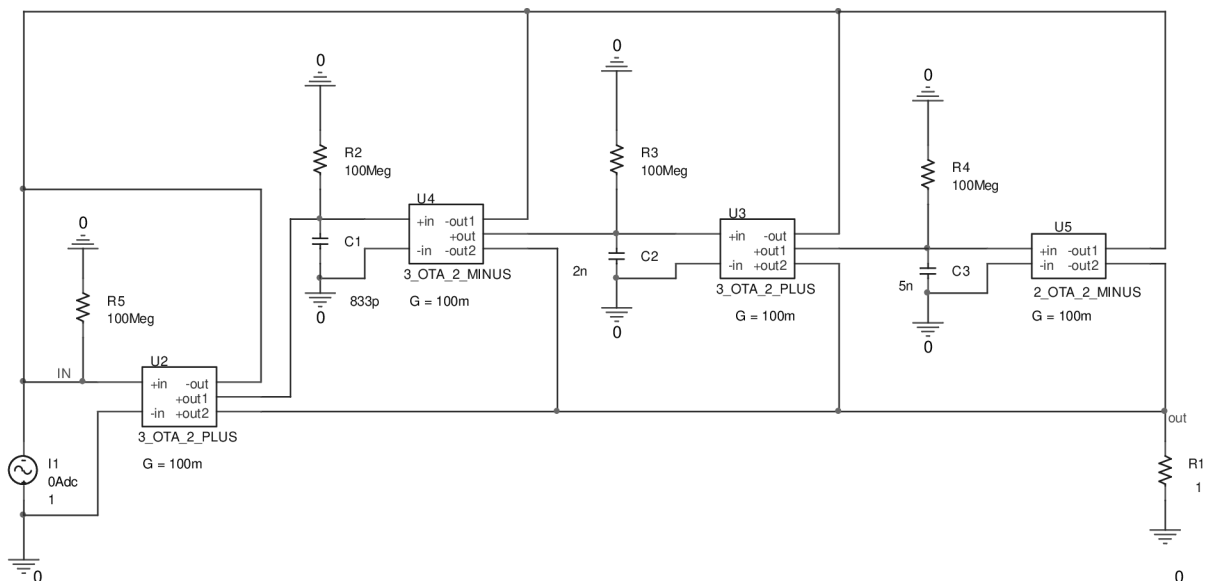 0
R2
100Meg
U4
+in -out1
+out
-in -out2
C1
833p
0
3_OTA_2_MINUS
G = 100m
0
R3
100Meg
U3
+in -out
+out1
-in +out2
C2
2n
0
3_OTA_2_PLUS
G = 100m
0
R4
100Meg
U5
+in -out1
-in -out2
C3
5n
0
2_OTA_2_MINUS
G = 100m
0
R5
100Meg
IN
U2
+in -out
+out1
-in +out2
3_OTA_2_PLUS
G = 100m
I1
0Adc
1
0
out
R1
1
0